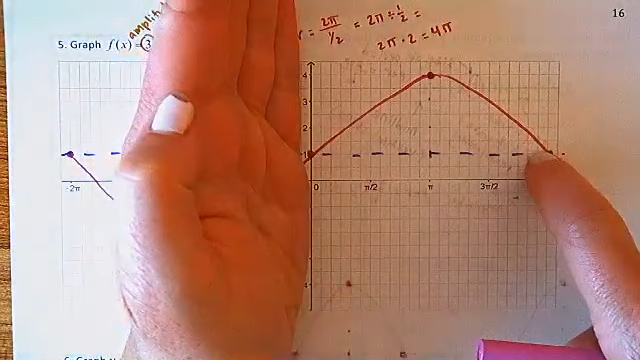 16
amplit
5. Graph f(x) = 3
= 2π / 1/2 = 2π ÷ 1/2 =
2π · 2 = 4π
4
3
2
1
-2π 0 π/2 π 3π/2